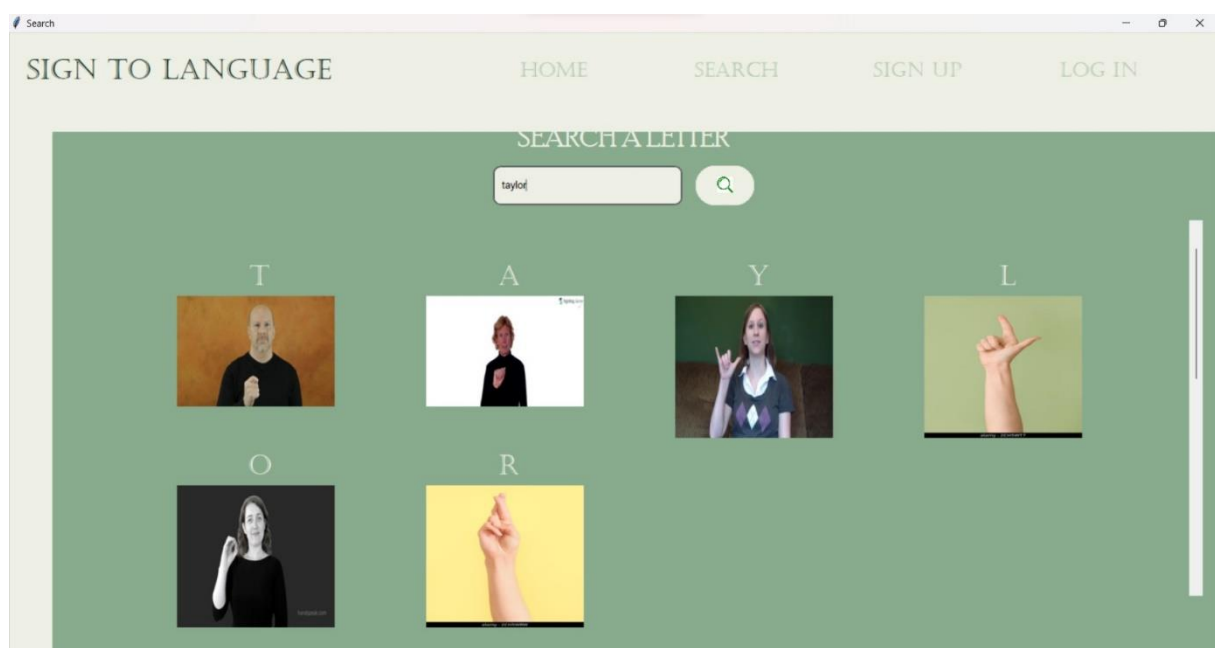 Search
SIGN TO LANGUAGE HOME SEARCH SIGN UP LOG IN
SEARCH A LETTER
taylor
T A Y L
O R